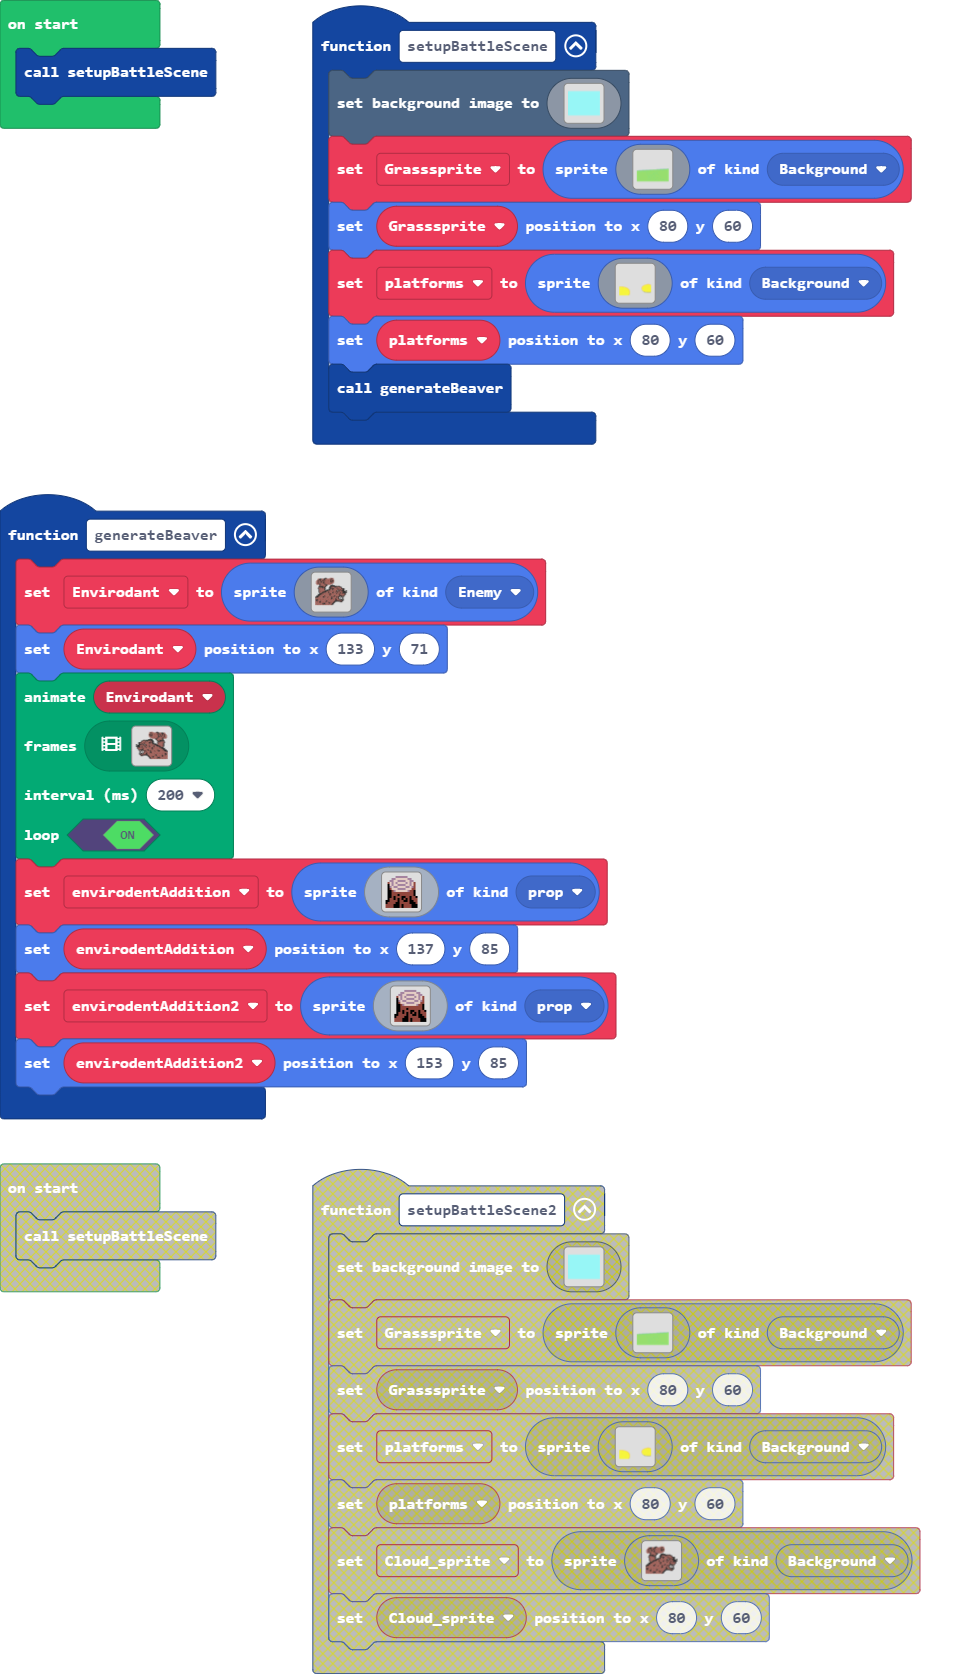 on start
call setupBattleScene
function setupBattleScene
set background image to
set Grasssprite to sprite of kind Background
set Grasssprite position to x 80 y 60
set platforms to sprite of kind Background
set platforms position to x 80 y 60
call generateBeaver
function generateBeaver
set Envirodant to sprite of kind Enemy
set Envirodant position to x 133 y 71
animate Envirodant
frames
interval (ms) 200
loop ON
set envirodentAddition to sprite of kind prop
set envirodentAddition position to x 137 y 85
set envirodentAddition2 to sprite of kind prop
set envirodentAddition2 position to x 153 y 85
on start
call setupBattleScene
function setupBattleScene2
set background image to
set Grasssprite to sprite of kind Background
set Grasssprite position to x 80 y 60
set platforms to sprite of kind Background
set platforms position to x 80 y 60
set Cloud_sprite to sprite of kind Background
set Cloud_sprite position to x 80 y 60